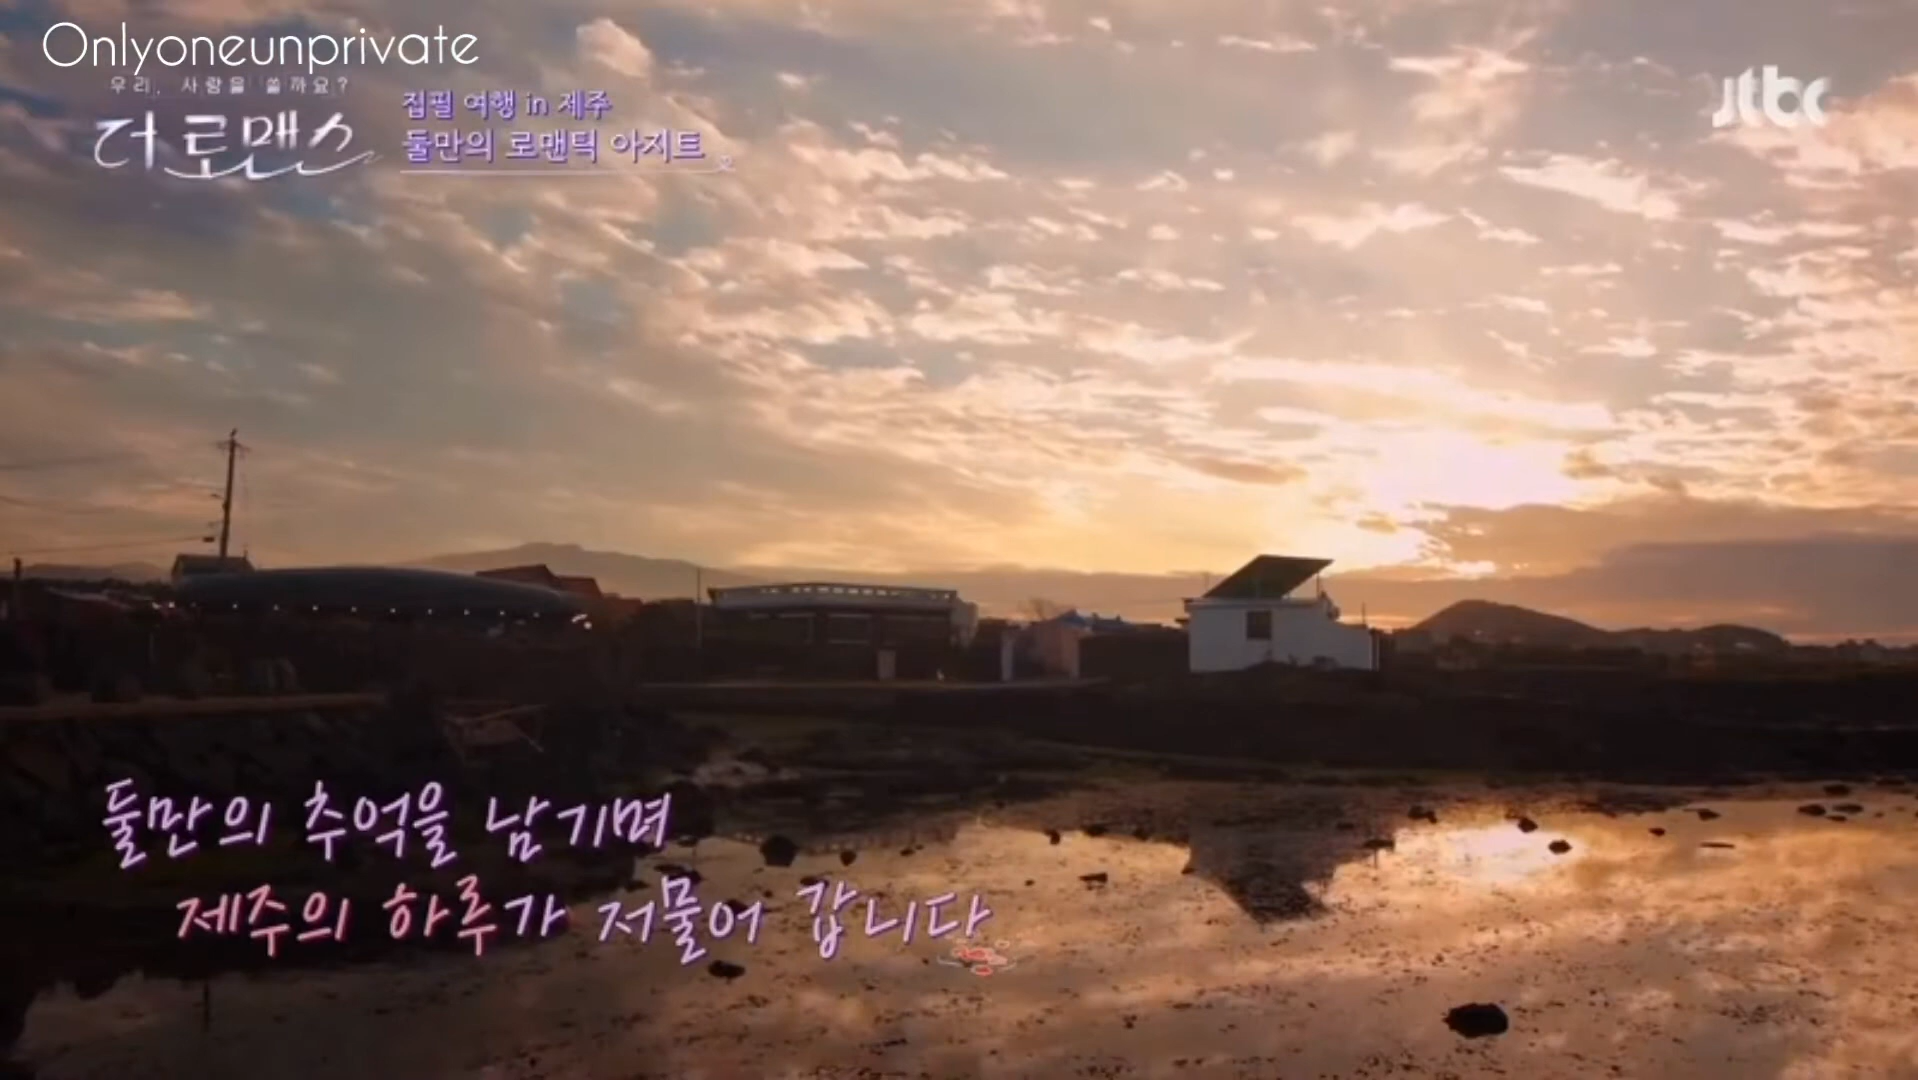 Onlyoneunprivate
우리, 사랑을 쓸까요?
더 로맨스
집필 여행 in 제주
둘만의 로맨틱 아지트
jtbc
둘만의 추억을 남기며
제주의 하루가 저물어 갑니다